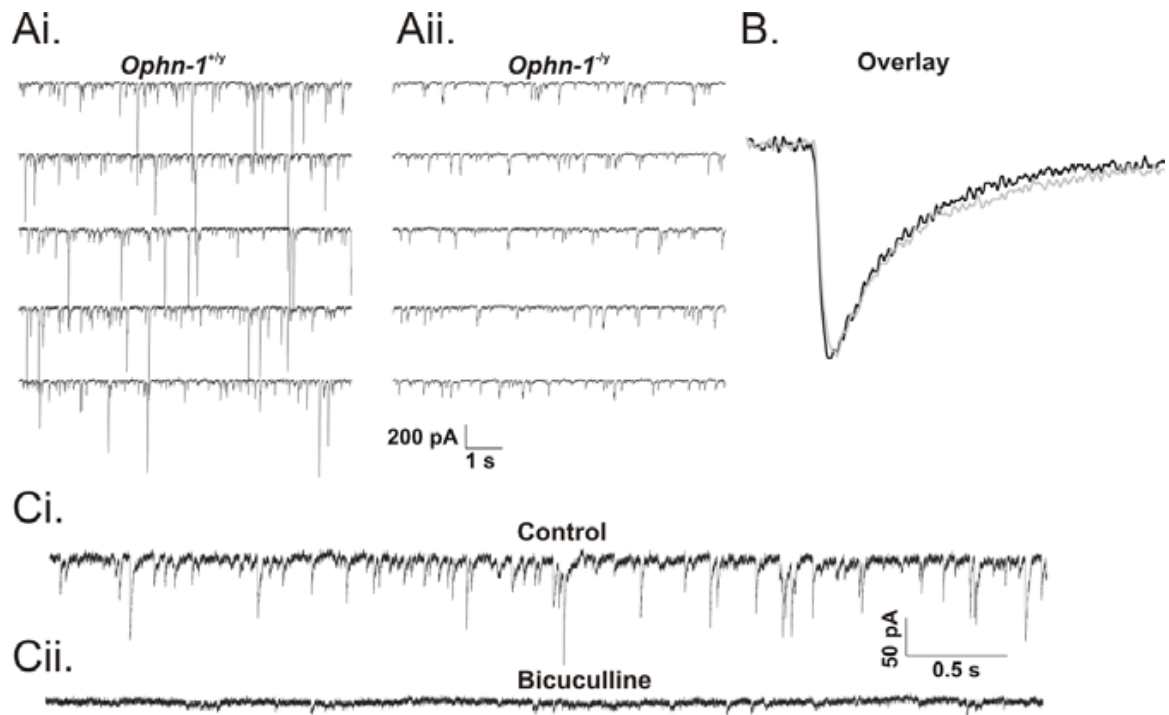 Ai.
Ophn-1+/y
Aii.
Ophn-1-/y
B.
Overlay
200 pA
1 s
Ci.
Control
50 pA
0.5 s
Cii.
Bicuculline